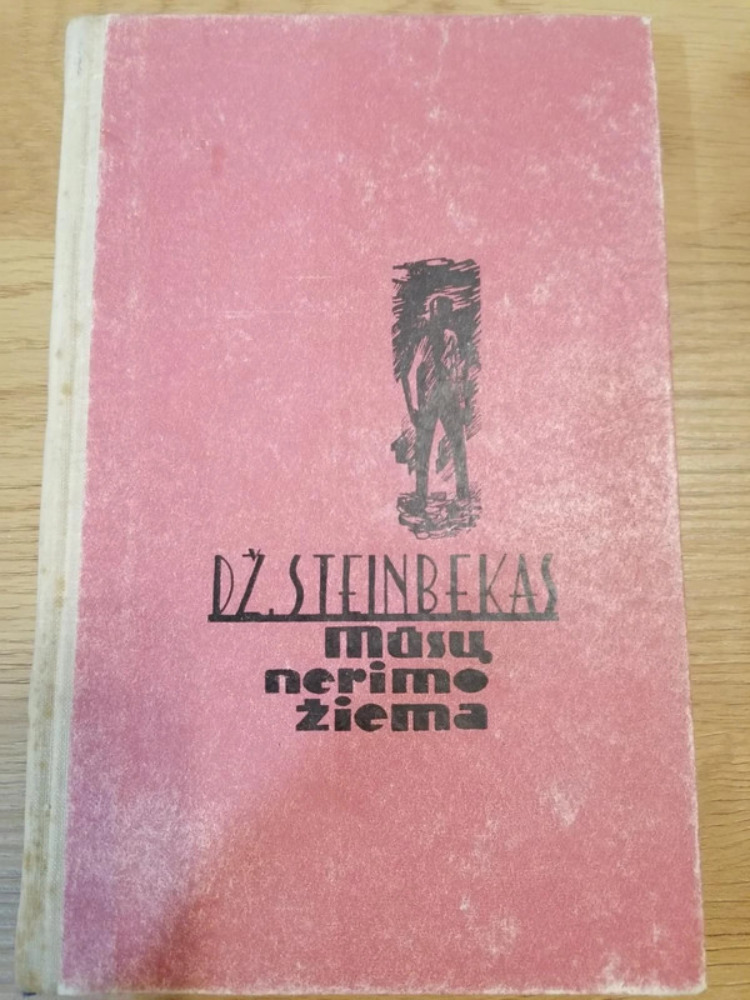 DŽ. STEINBEKAS
mūsų
nerimo
žiema